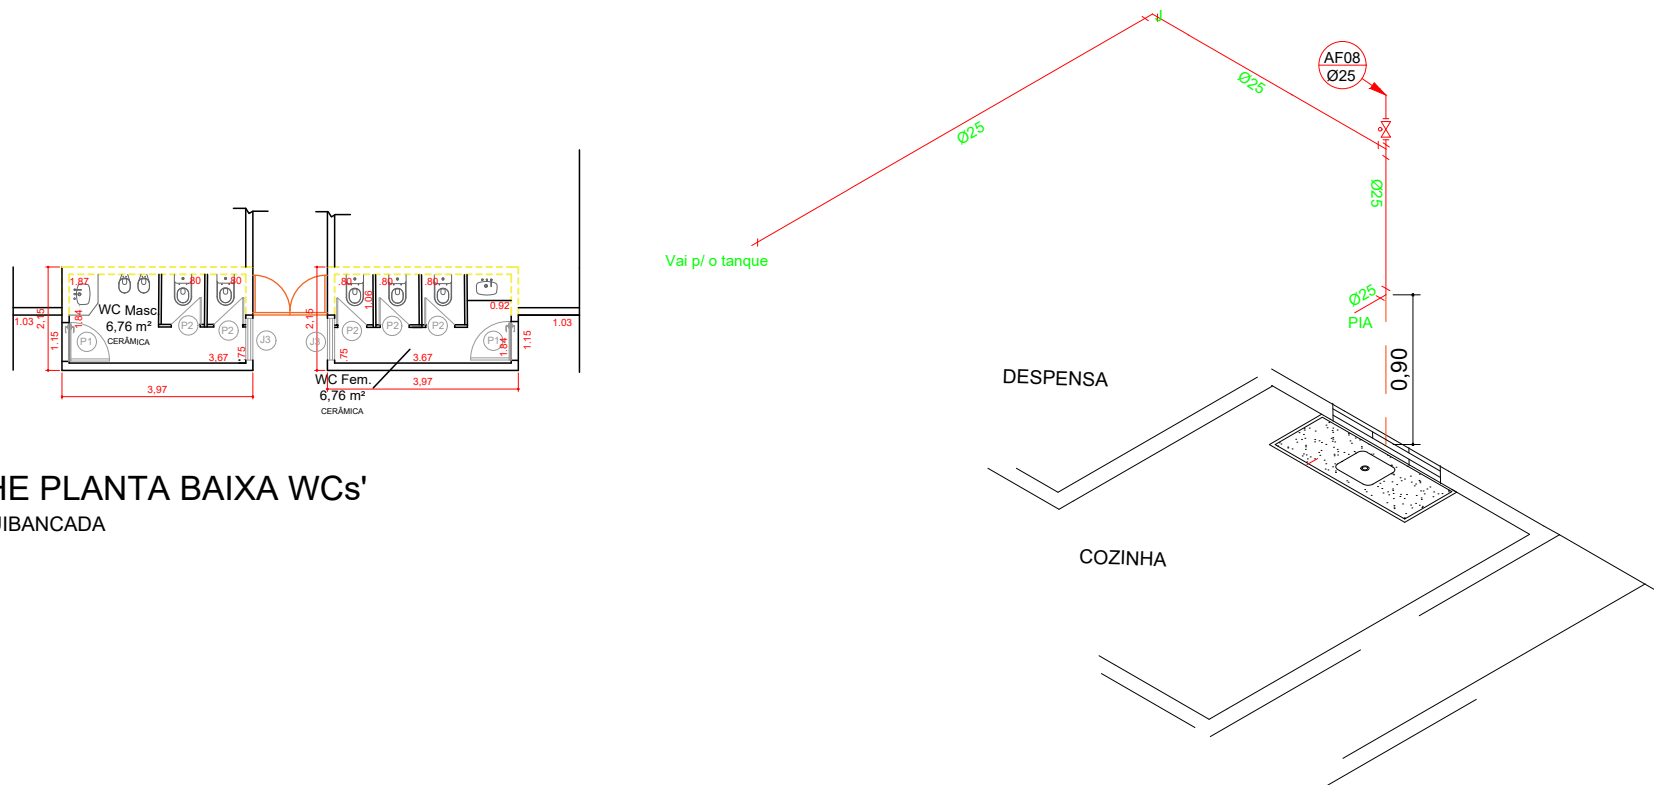 1.87
.80
.80
WC Masc.
6,76 m²
CERÂMICA
1.84
2,15
1.15
1.03
P1
P2
P2
3.67
.75
J3
3,97
2,15
J3
.80
.80
.80
1.06
0.92
P2
P2
P2
P1
1.84
1.15
1.03
.75
3.67
3,97
WC Fem.
6,76 m²
CERÂMICA
HE PLANTA BAIXA WCs'
JIBANCADA
AF08
Ø25
Ø25
Ø25
Ø25
Ø25
PIA
Vai p/ o tanque
0,90
DESPENSA
COZINHA